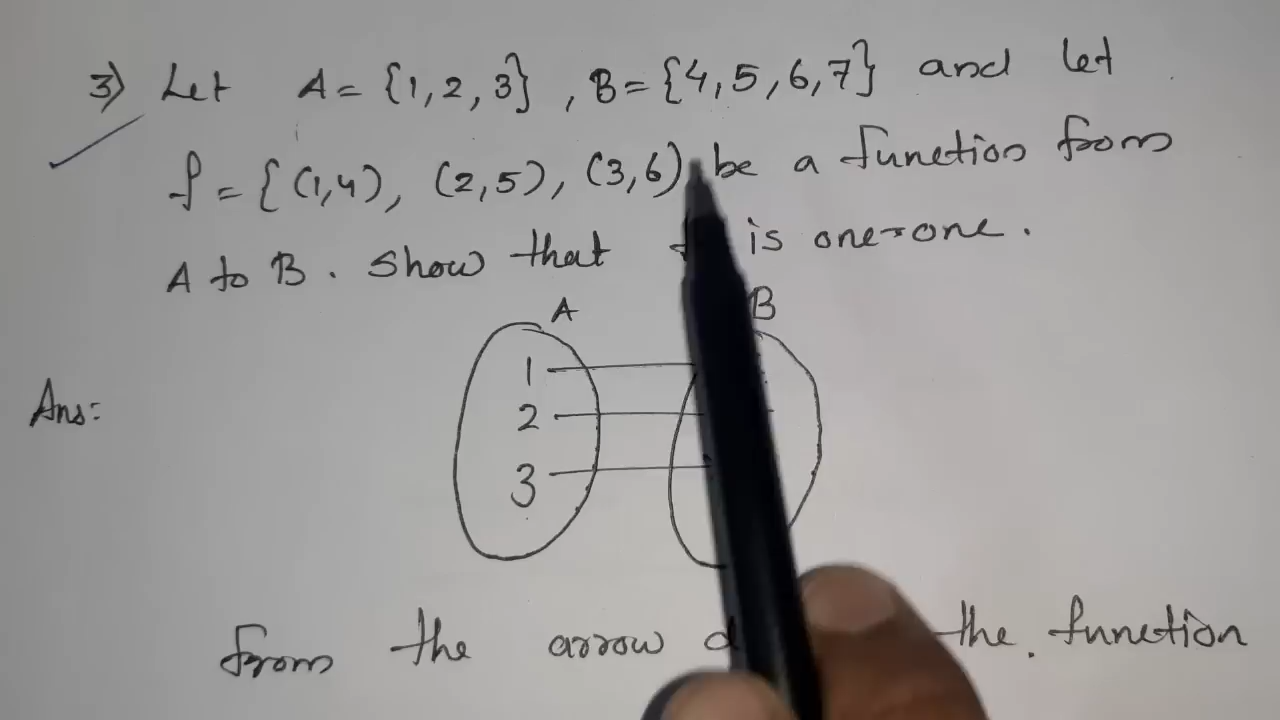 3) Let A = {1, 2, 3}, B = {4, 5, 6, 7} and let
f = {(1,4), (2,5), (3,6) be a function from
A to B. Show that is one-one.
A B
Ans:
1
2
3
From the arrow the function